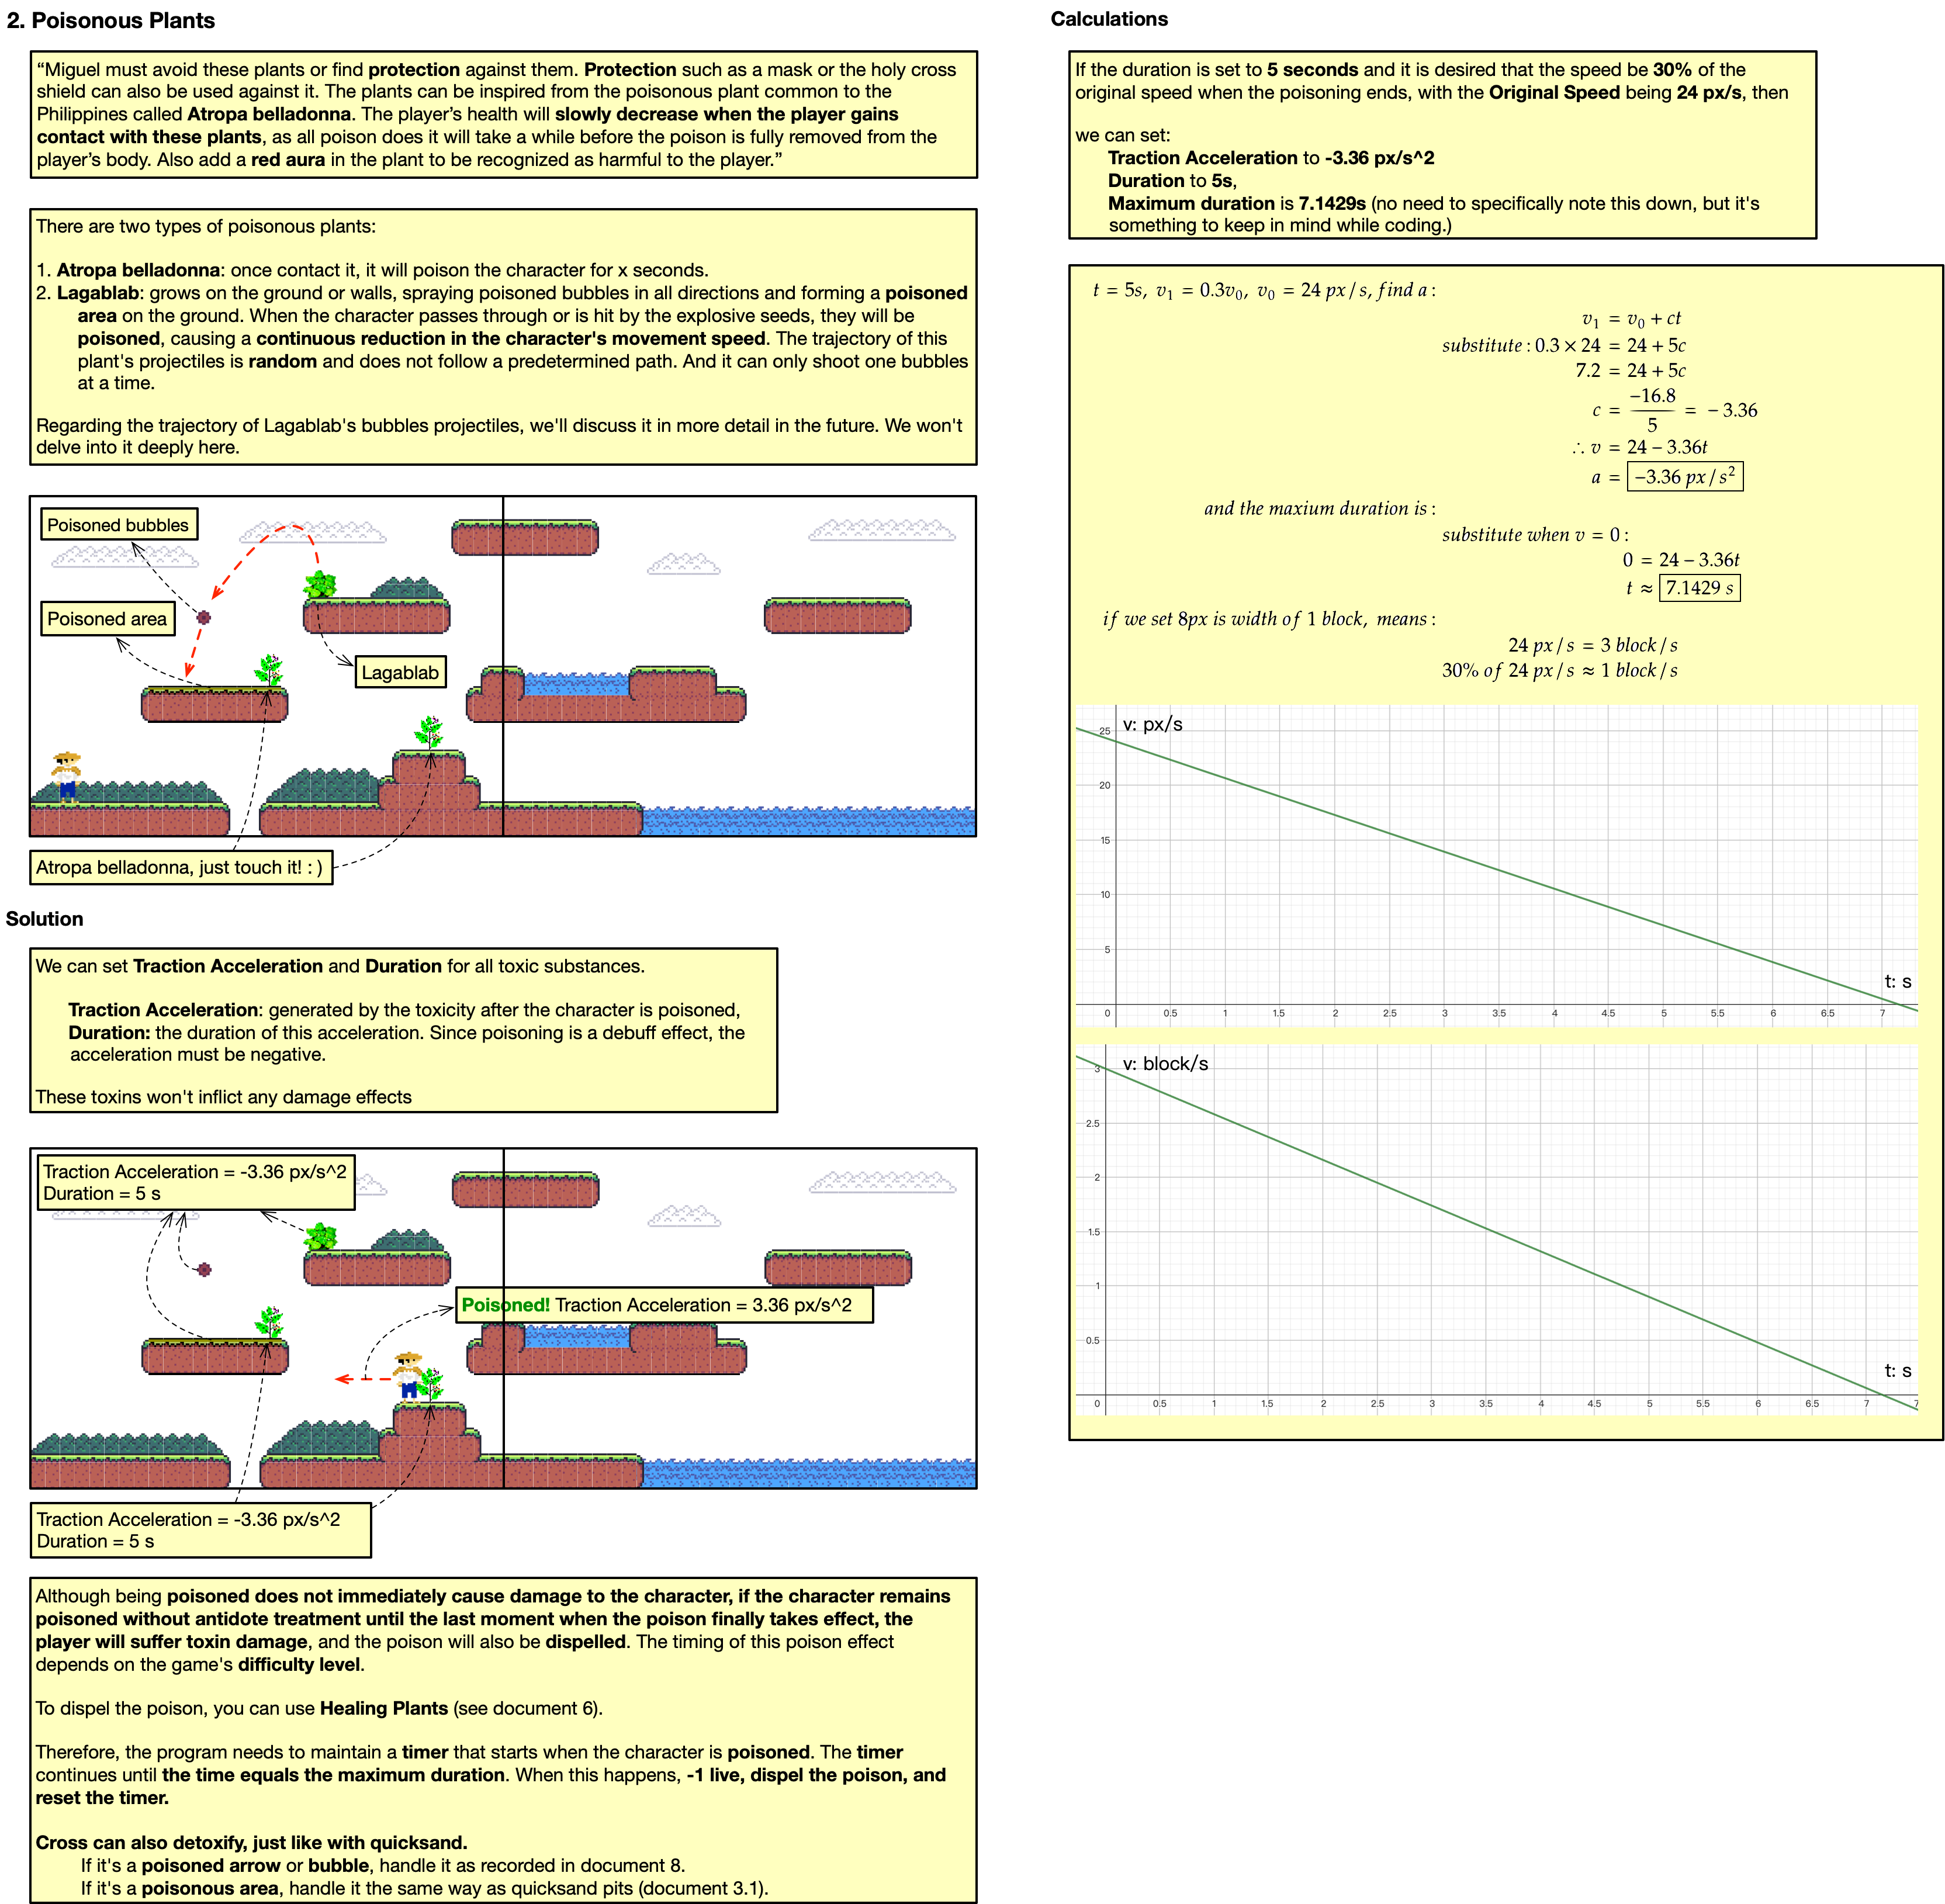 2. Poisonous Plants
“Miguel must avoid these plants or find protection against them. Protection such as a mask or the holy cross
shield can also be used against it. The plants can be inspired from the poisonous plant common to the
Philippines called Atropa belladonna. The player’s health will slowly decrease when the player gains
contact with these plants, as all poison does it will take a while before the poison is fully removed from the
player’s body. Also add a red aura in the plant to be recognized as harmful to the player.”
There are two types of poisonous plants:
1. Atropa belladonna: once contact it, it will poison the character for x seconds.
2. Lagablab: grows on the ground or walls, spraying poisoned bubbles in all directions and forming a poisoned
area on the ground. When the character passes through or is hit by the explosive seeds, they will be
poisoned, causing a continuous reduction in the character's movement speed. The trajectory of this
plant's projectiles is random and does not follow a predetermined path. And it can only shoot one bubbles
at a time.
Regarding the trajectory of Lagablab's bubbles projectiles, we'll discuss it in more detail in the future. We won't
delve into it deeply here.
Poisoned bubbles
Poisoned area
Lagablab
Atropa belladonna, just touch it! : )
Solution
We can set Traction Acceleration and Duration for all toxic substances.
Traction Acceleration: generated by the toxicity after the character is poisoned,
Duration: the duration of this acceleration. Since poisoning is a debuff effect, the
acceleration must be negative.
These toxins won't inflict any damage effects
Traction Acceleration = -3.36 px/s^2
Duration = 5 s
Poisoned! Traction Acceleration = 3.36 px/s^2
Traction Acceleration = -3.36 px/s^2
Duration = 5 s
Although being poisoned does not immediately cause damage to the character, if the character remains
poisoned without antidote treatment until the last moment when the poison finally takes effect, the
player will suffer toxin damage, and the poison will also be dispelled. The timing of this poison effect
depends on the game's difficulty level.
To dispel the poison, you can use Healing Plants (see document 6).
Therefore, the program needs to maintain a timer that starts when the character is poisoned. The timer
continues until the time equals the maximum duration. When this happens, -1 live, dispel the poison, and
reset the timer.
Cross can also detoxify, just like with quicksand.
If it's a poisoned arrow or bubble, handle it as recorded in document 8.
If it's a poisonous area, handle it the same way as quicksand pits (document 3.1).
Calculations
If the duration is set to 5 seconds and it is desired that the speed be 30% of the
original speed when the poisoning ends, with the Original Speed being 24 px/s, then
we can set:
Traction Acceleration to -3.36 px/s^2
Duration to 5s,
Maximum duration is 7.1429s (no need to specifically note this down, but it's
something to keep in mind while coding.)
t = 5s, v₁ = 0.3v₀, v₀ = 24 px / s, find a :
v₁ = v₀ + ct
substitute : 0.3 × 24 = 24 + 5c
7.2 = 24 + 5c
c = −16.8 / 5 = − 3.36
∴ v = 24 − 3.36t
a = −3.36 px / s²
and the maxium duration is :
substitute when v = 0 :
0 = 24 − 3.36t
t ≈ 7.1429 s
if we set 8px is width of 1 block, means :
24 px / s = 3 block / s
30% of 24 px / s ≈ 1 block / s
v: px/s
25
20
15
10
5
t: s
0 0.5 1 1.5 2 2.5 3 3.5 4 4.5 5 5.5 6 6.5 7
v: block/s
3
2.5
2
1.5
1
0.5
t: s
0 0.5 1 1.5 2 2.5 3 3.5 4 4.5 5 5.5 6 6.5 7 7